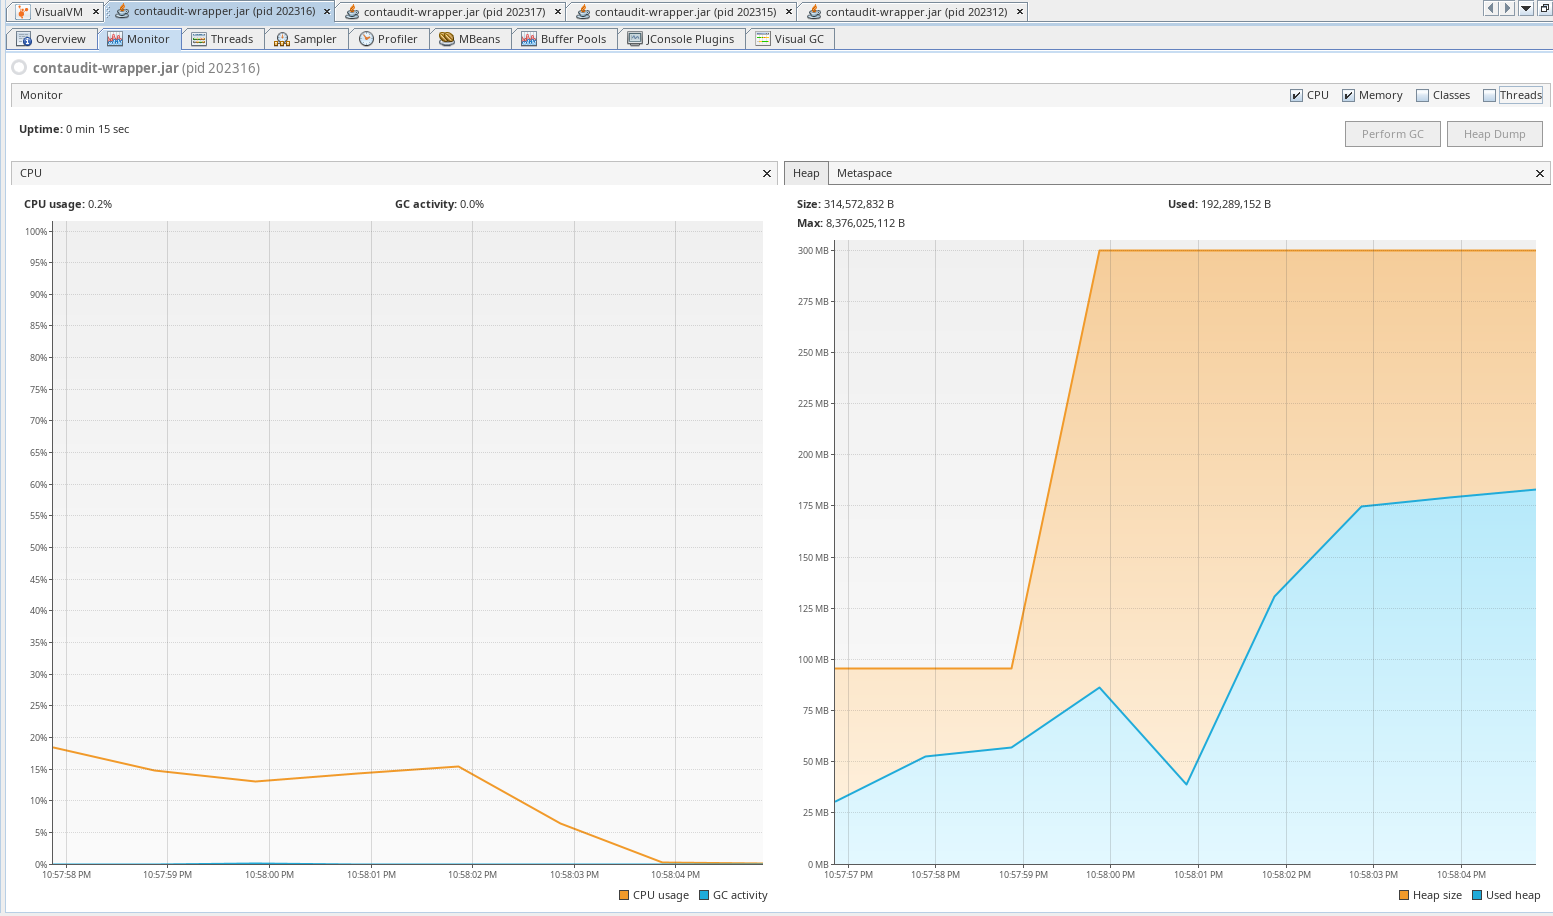 VisualVM × contaudit-wrapper.jar (pid 202316) × contaudit-wrapper.jar (pid 202317) × contaudit-wrapper.jar (pid 202315) × contaudit-wrapper.jar (pid 202312) ×
Overview Monitor Threads Sampler Profiler MBeans Buffer Pools JConsole Plugins Visual GC
contaudit-wrapper.jar (pid 202316)
Monitor CPU Memory Classes Threads
Uptime: 0 min 15 sec
Perform GC Heap Dump
CPU ×
CPU usage: 0.2% GC activity: 0.0%
100%
95%
90%
85%
80%
75%
70%
65%
60%
55%
50%
45%
40%
35%
30%
25%
20%
15%
10%
5%
0%
10:57:58 PM 10:57:59 PM 10:58:00 PM 10:58:01 PM 10:58:02 PM 10:58:03 PM 10:58:04 PM
CPU usage GC activity
Heap Metaspace ×
Size: 314,572,832 B Used: 192,289,152 B
Max: 8,376,025,112 B
300 MB
275 MB
250 MB
225 MB
200 MB
175 MB
150 MB
125 MB
100 MB
75 MB
50 MB
25 MB
0 MB
10:57:57 PM 10:57:58 PM 10:57:59 PM 10:58:00 PM 10:58:01 PM 10:58:02 PM 10:58:03 PM 10:58:04 PM
Heap size Used heap